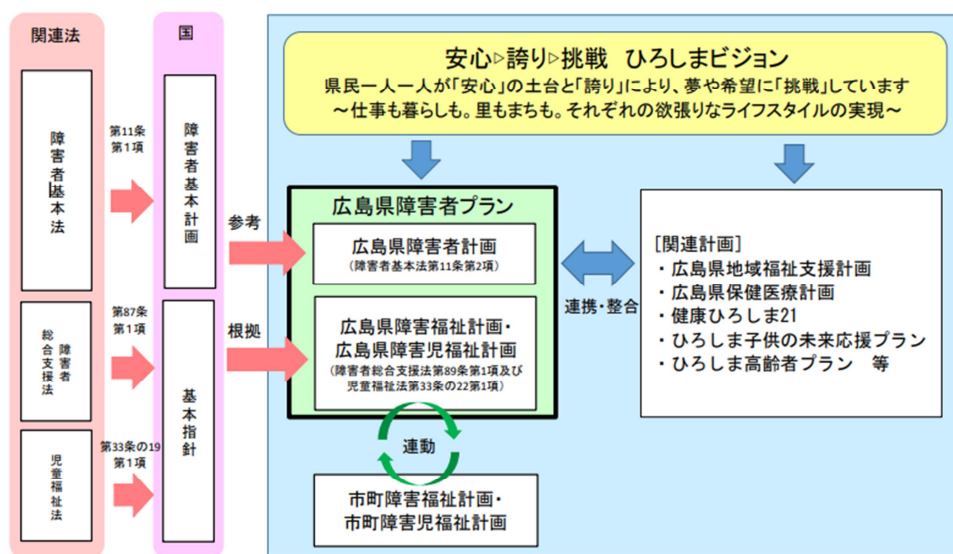 関連法
障害者基本法
障害者
総合支援法
児童福祉法
第11条
第1項
第87条
第1項
第33条の19
第1項
国
障害者基本計画
基本指針
参考
根拠
安心▷誇り▷挑戦 ひろしまビジョン
県民一人一人が「安心」の土台と「誇り」により、夢や希望に「挑戦」しています
～仕事も暮らしも。里もまちも。それぞれの欲張りなライフスタイルの実現～
広島県障害者プラン
広島県障害者計画
（障害者基本法第11条第2項）
広島県障害福祉計画・
広島県障害児福祉計画
（障害者総合支援法第89条第1項及び
児童福祉法第33条の22第1項）
連携・整合
[関連計画]
・広島県地域福祉支援計画
・広島県保健医療計画
・健康ひろしま21
・ひろしま子供の未来応援プラン
・ひろしま高齢者プラン　等
連動
市町障害福祉計画・
市町障害児福祉計画